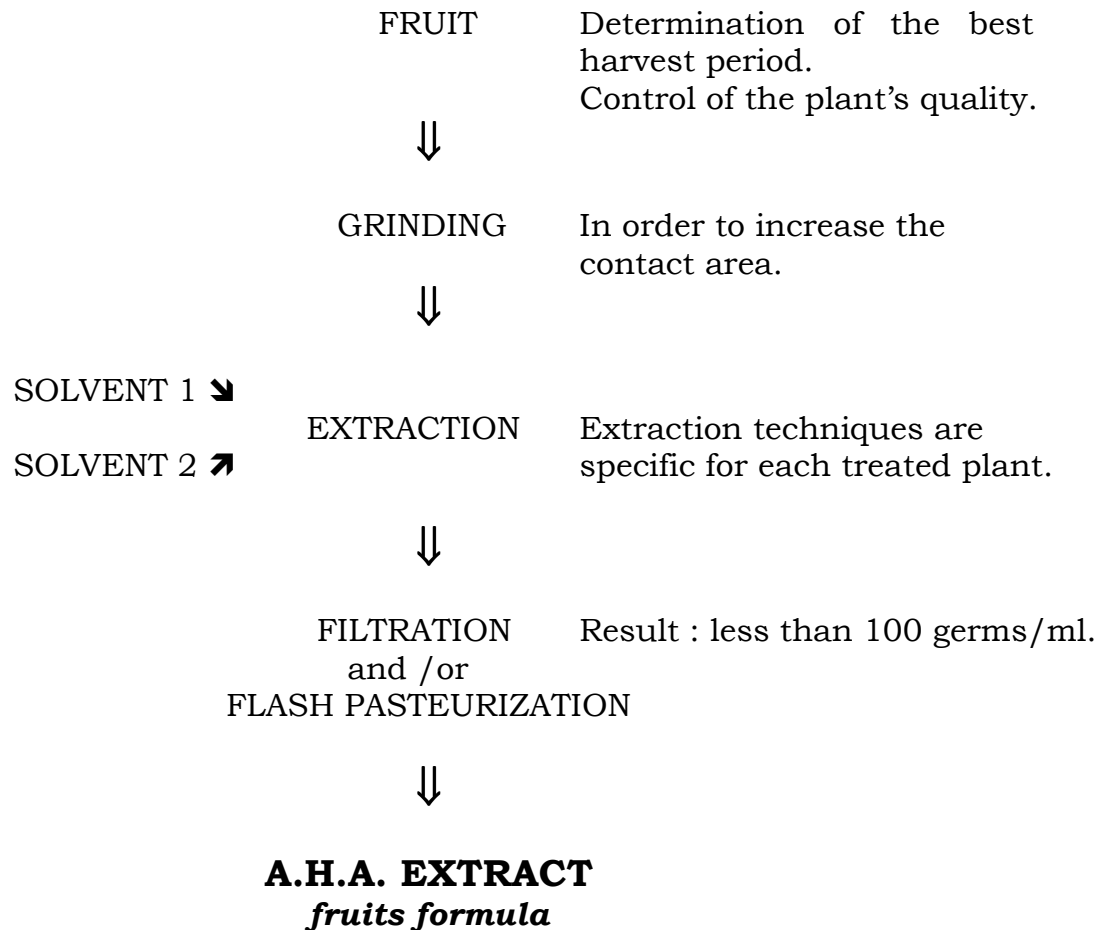 FRUIT Determination of the best
harvest period.
Control of the plant’s quality.
⇓
GRINDING In order to increase the
contact area.
⇓
SOLVENT 1 🡾
EXTRACTION Extraction techniques are
SOLVENT 2 🡽 specific for each treated plant.
⇓
FILTRATION Result : less than 100 germs/ml.
and /or
FLASH PASTEURIZATION
⇓
A.H.A. EXTRACT
fruits formula